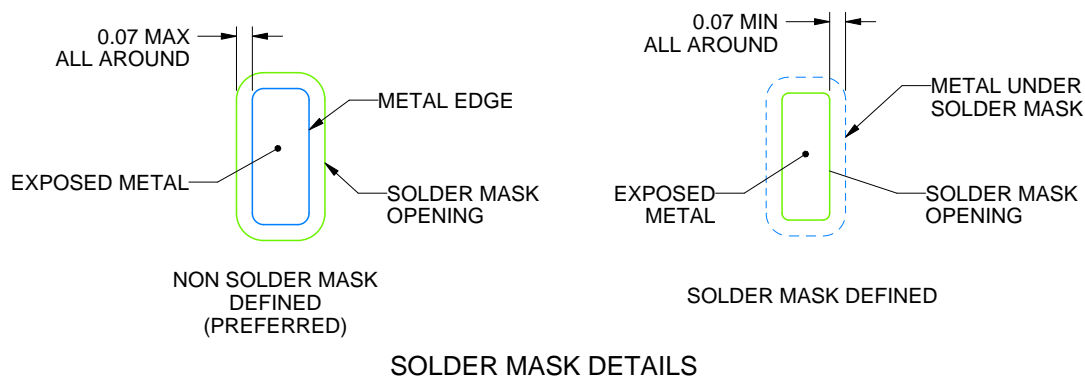 0.07 MAX
ALL AROUND
METAL EDGE
EXPOSED METAL
SOLDER MASK
OPENING
NON SOLDER MASK
DEFINED
(PREFERRED)
0.07 MIN
ALL AROUND
METAL UNDER
SOLDER MASK
EXPOSED
METAL
SOLDER MASK
OPENING
SOLDER MASK DEFINED
SOLDER MASK DETAILS